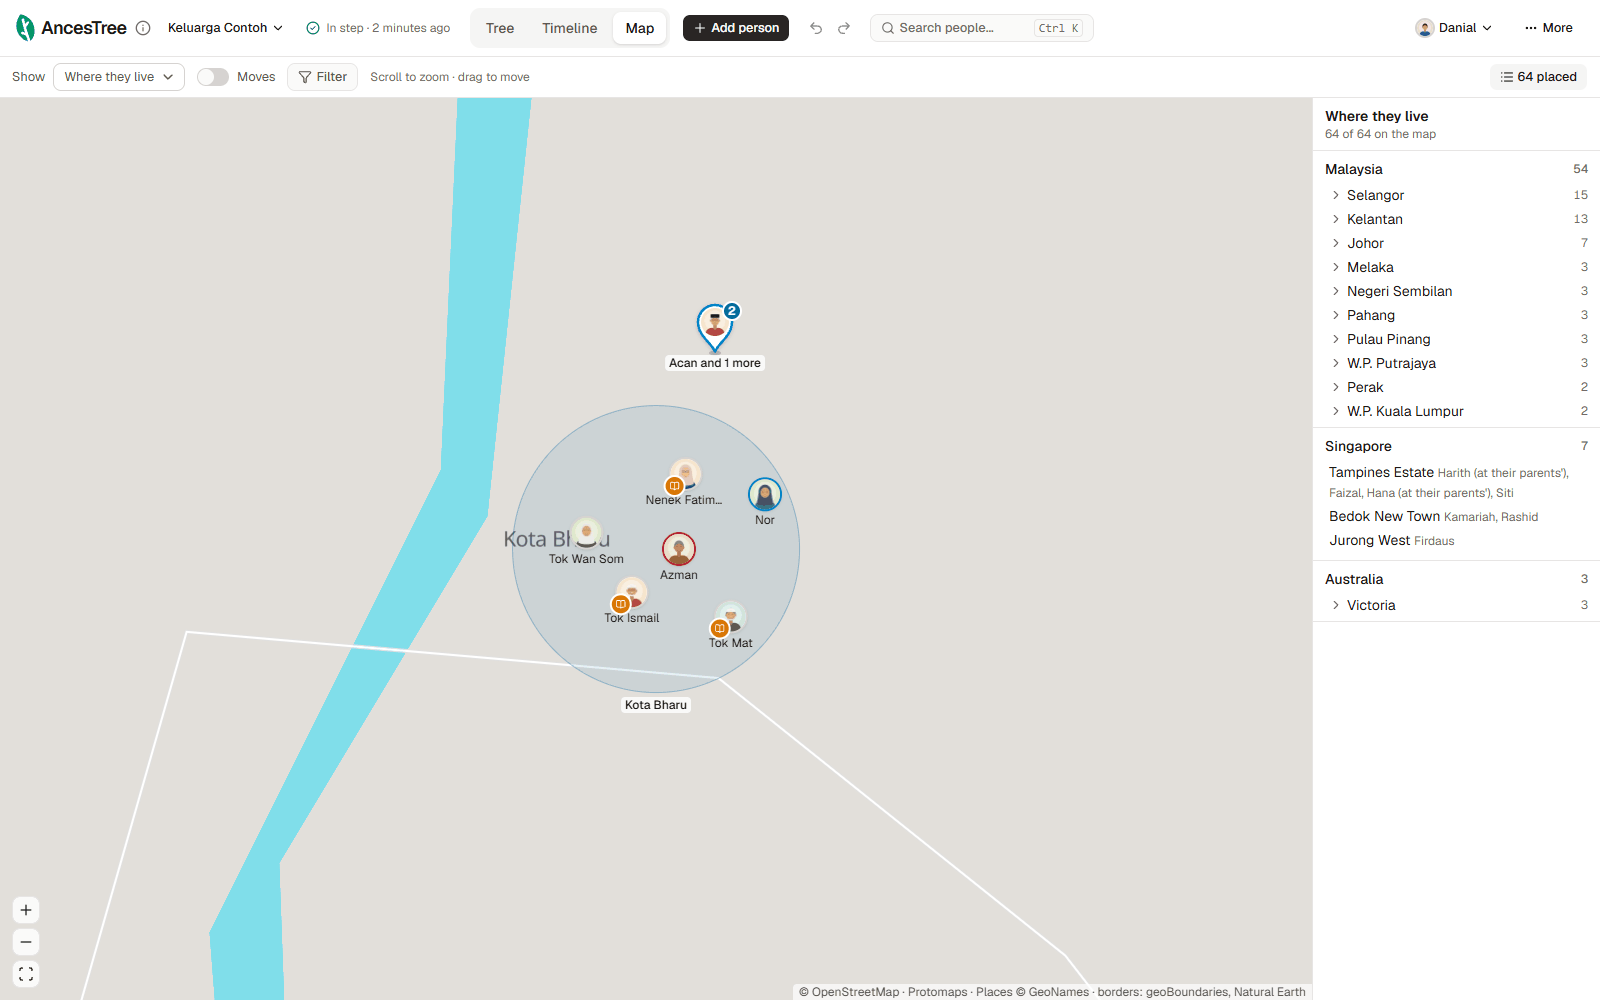 AncesTree
Keluarga Contoh
In step · 2 minutes ago
Tree
Timeline
Map
Add person
Search people...
Ctrl K
Danial
More
Show
Where they live
Moves
Filter
Scroll to zoom · drag to move
64 placed
2
Acan and 1 more
Nenek Fatim...
Nor
Tok Wan Som
Azman
Tok Ismail
Tok Mat
Kota Bharu
Where they live
64 of 64 on the map
Malaysia 54
Selangor 15
Kelantan 13
Johor 7
Melaka 3
Negeri Sembilan 3
Pahang 3
Pulau Pinang 3
W.P. Putrajaya 3
Perak 2
W.P. Kuala Lumpur 2
Singapore 7
Tampines Estate Harith (at their parents'),
Faizal, Hana (at their parents'), Siti
Bedok New Town Kamariah, Rashid
Jurong West Firdaus
Australia 3
Victoria 3
© OpenStreetMap · Protomaps · Places © GeoNames · borders: geoBoundaries, Natural Earth